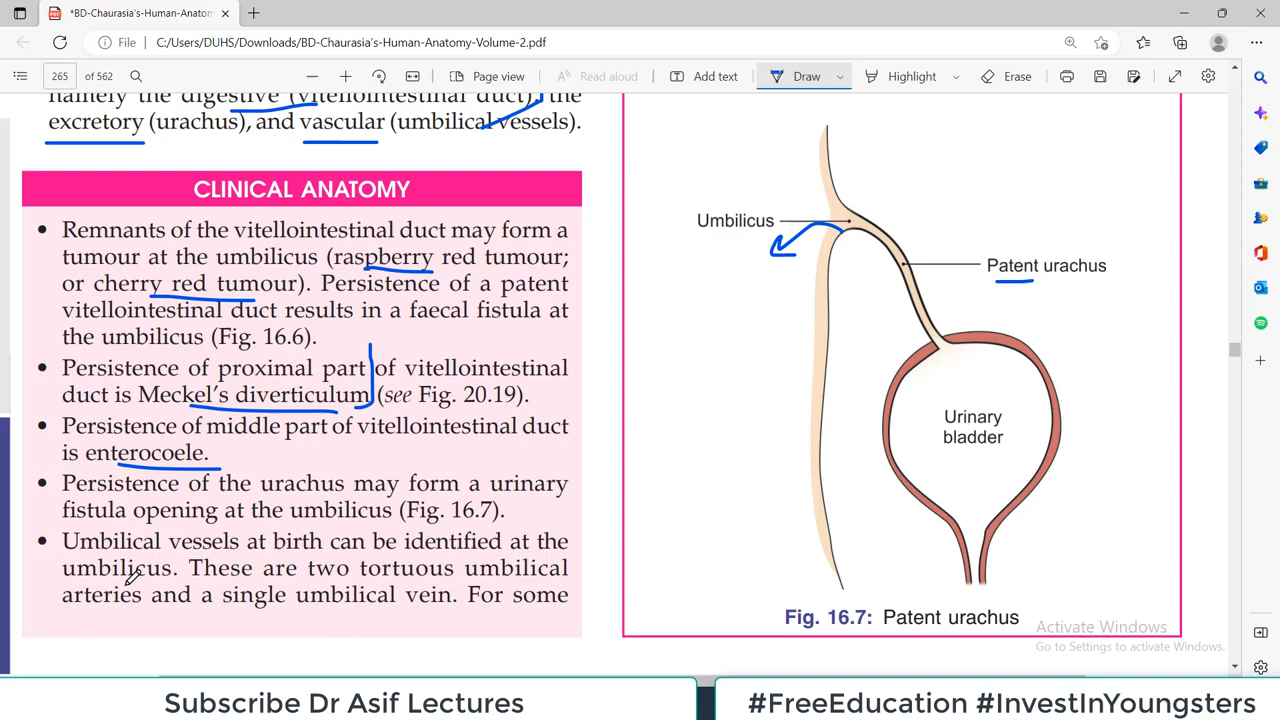 *BD-Chaurasia's-Human-Anatom
File
C:/Users/DUHS/Downloads/BD-Chaurasia's-Human-Anatomy-Volume-2.pdf
265 of 562
Page view
Read aloud
Add text
Draw
Highlight
Erase
namely the digestive (vitellointestinal duct), the
excretory (urachus), and vascular (umbilical vessels).
CLINICAL ANATOMY
• Remnants of the vitellointestinal duct may form a
tumour at the umbilicus (raspberry red tumour;
or cherry red tumour). Persistence of a patent
vitellointestinal duct results in a faecal fistula at
the umbilicus (Fig. 16.6).
• Persistence of proximal part of vitellointestinal
duct is Meckel's diverticulum (see Fig. 20.19).
• Persistence of middle part of vitellointestinal duct
is enterocoele.
• Persistence of the urachus may form a urinary
fistula opening at the umbilicus (Fig. 16.7).
• Umbilical vessels at birth can be identified at the
umbilicus. These are two tortuous umbilical
arteries and a single umbilical vein. For some
Umbilicus
Patent urachus
Urinary
bladder
Fig. 16.7: Patent urachus
Activate Windows
Go to Settings to activate Windows.
Subscribe Dr Asif Lectures
#FreeEducation #InvestInYoungsters